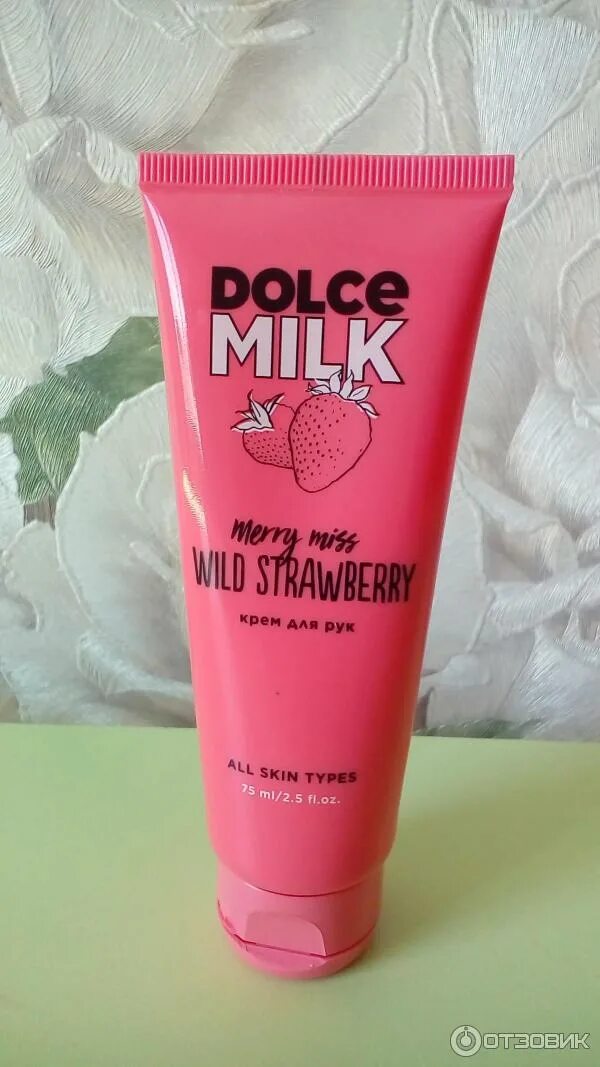 DOLCe
MILK
merry miss
WILD STRAWBERRY
крем для рук
ALL SKIN TYPES
75 ml/2.5 fl.oz.
ОТЗОВИК